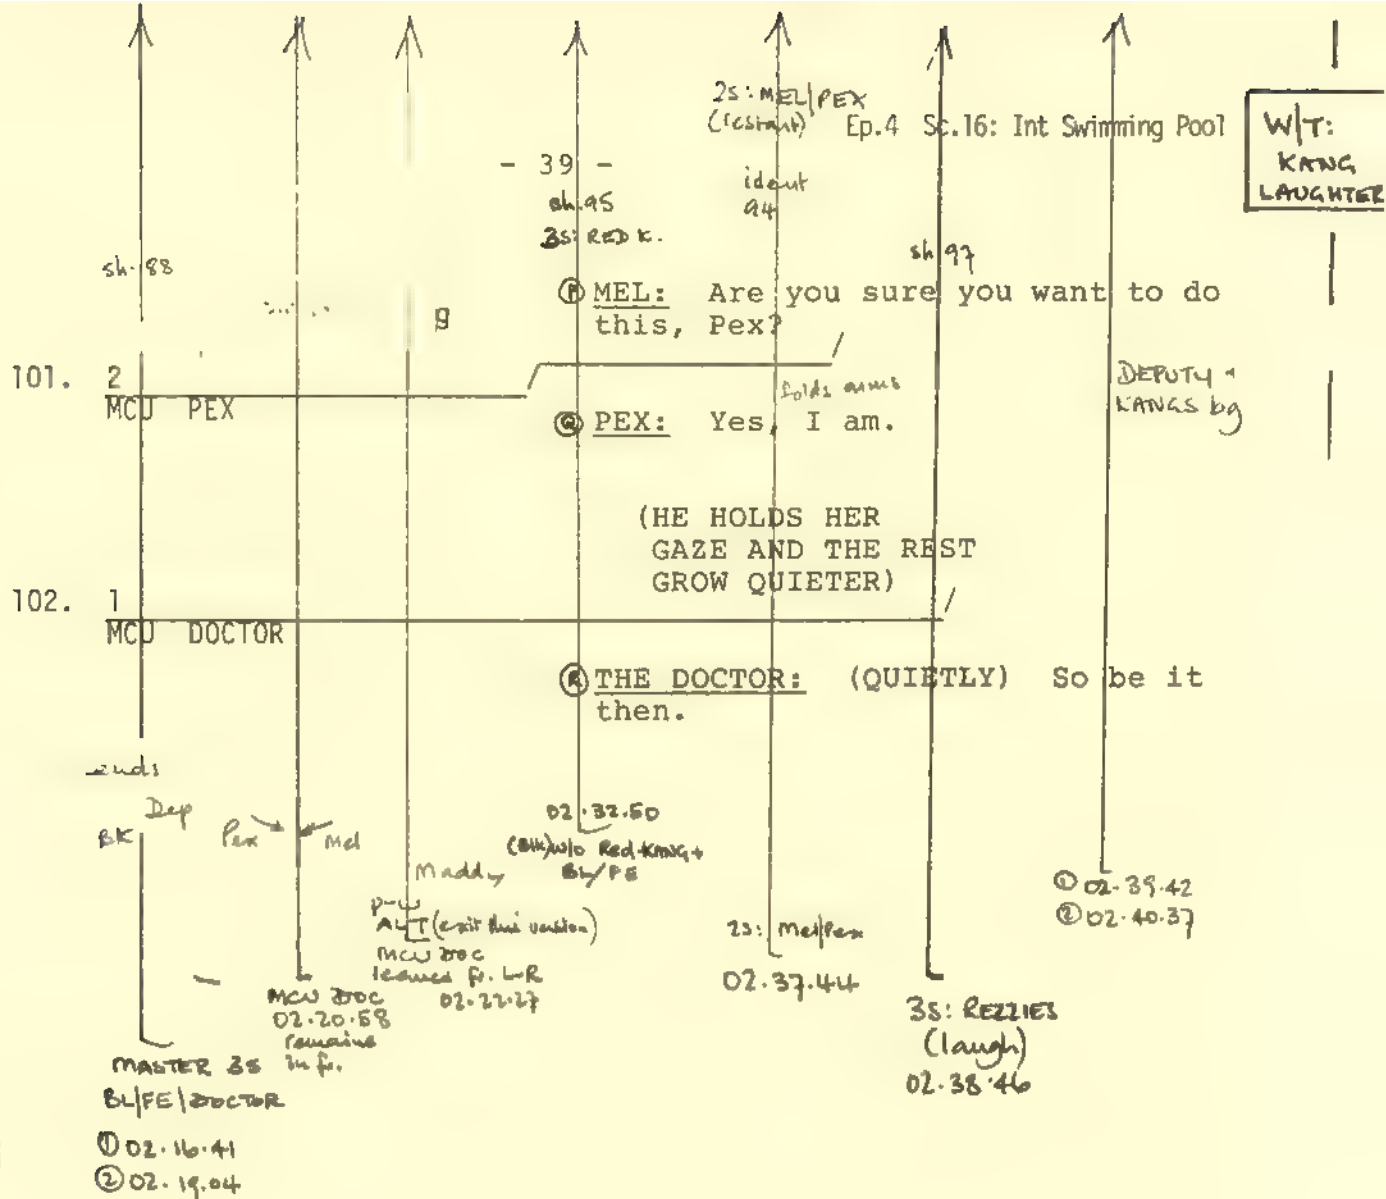 2s: MEL/PEX
(restart)
Ep.4 Sc.16: Int Swimming Pool
W/T:
KANG
LAUGHTER
- 39 -
ident
94
sh.95
3S: RED K.
sh 97
sh.88
Ⓟ MEL: Are you sure you want to do
this, Pex?
g
101. 2
MCU PEX
folds arms
DEPUTY +
KANGS bg
Ⓠ PEX: Yes, I am.
(HE HOLDS HER
GAZE AND THE REST
GROW QUIETER)
102. 1
MCU DOCTOR
Ⓡ THE DOCTOR: (QUIETLY) So be it
then.
ends
Dep
BK
Pex
Mel
02.32.50
w/o Red KANG +
BL/FE
Maddy
ALT (exit this version)
MCU DOC
leaves fr. L-R
02.22.27
2s: Mel/Pex
02.37.44
① 02.39.42
② 02.40.37
MCU DOC
02.20.58
remains
in fr.
3S: REZZIES
(laugh)
02.38.46
MASTER 3S
BL/FE/DOCTOR
① 02.16.41
② 02.19.04